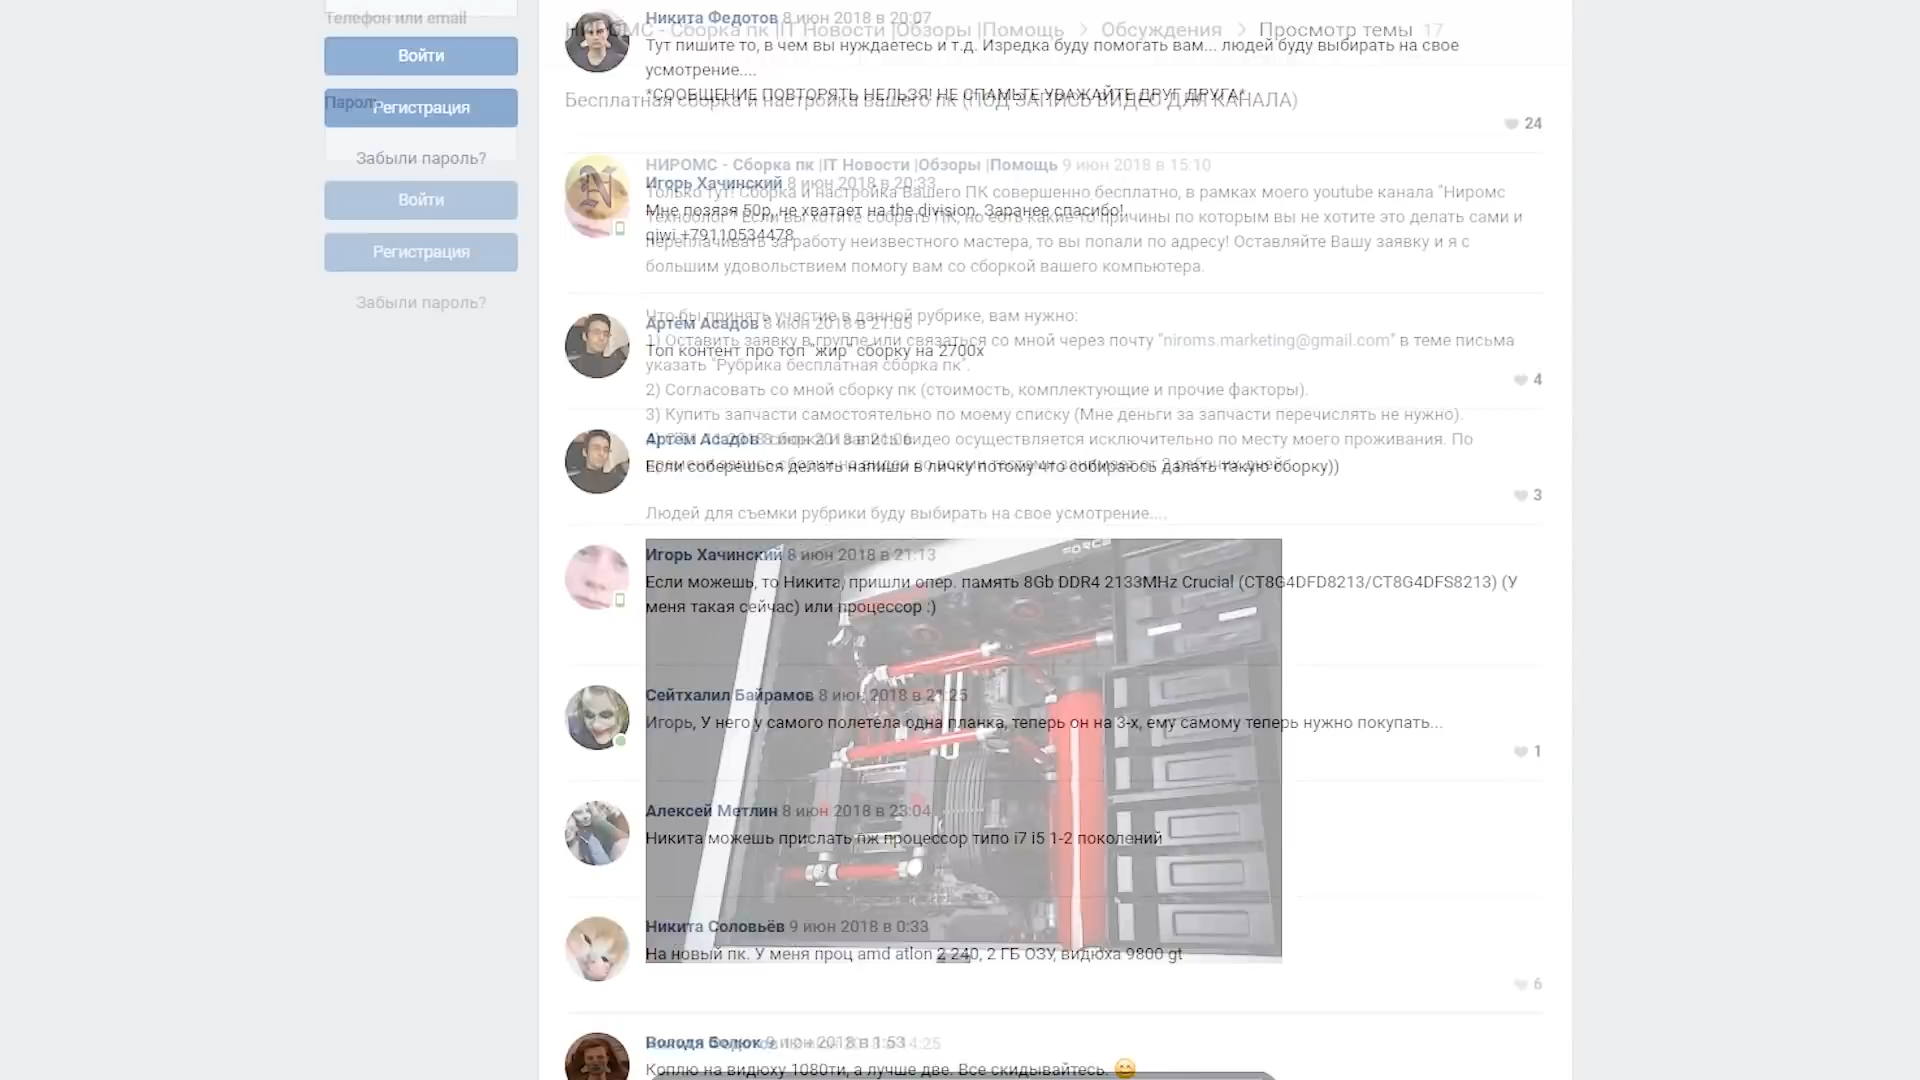 Телефон или email
Войти
Пароль
Регистрация
Забыли пароль?
Войти
Регистрация
Забыли пароль?
НИРОМС - Сборка пк |IT Новости |Обзоры |Помощь > Обсуждения > Просмотр темы 17
Никита Федотов 8 июн 2018 в 20:07
Тут пишите то, в чем вы нуждаетесь и т.д. Изредка буду помогать вам... людей буду выбирать на свое
усмотрение....
*СООБЩЕНИЕ ПОВТОРЯТЬ НЕЛЬЗЯ! НЕ СПАМЬТЕ УВАЖАЙТЕ ДРУГ ДРУГА*
Бесплатная сборка и настройка вашего пк (ПОД ЗАПИСЬ ВИДЕО ДЛЯ КАНАЛА)
24
НИРОМС - Сборка пк |IT Новости |Обзоры |Помощь 9 июн 2018 в 15:10
Игорь Хачинский 8 июн 2018 в 20:33
Только тут! Сборка и настройка Вашего ПК совершенно бесплатно, в рамках моего youtube канала "Ниромс
Мне позязя 50р, не хватает на the division. Заранее спасибо!
Если вы хотите собрать ПК, но есть какие-то причины по которым вы не хотите это делать сами и
qiwi +79110534478
переплачивать за работу неизвестного мастера, то вы попали по адресу! Оставляйте Вашу заявку и я с
большим удовольствием помогу вам со сборкой вашего компьютера.
Что бы принять участие в данной рубрике, вам нужно:
Артём Асадов 8 июн 2018 в 21:05
1) Оставить заявку в группе или связаться со мной через почту "niroms.marketing@gmail.com" в теме письма
Топ контент про топ "жир" сборку на 2700х
указать "Рубрика бесплатная сборка пк".
4
2) Согласовать со мной сборку пк (стоимость, комплектующие и прочие факторы).
3) Купить запчасти самостоятельно по моему списку (Мне деньги за запчасти перечислять не нужно).
Артём Асадов 8 июн 2018 в 21:06
сборка и запись видео осуществляется исключительно по месту моего проживания. По
Если соберёшься делать напиши в личку потому что собираюсь далать такую сборку))
3
Людей для съемки рубрики буду выбирать на свое усмотрение....
FORCE
Игорь Хачинский 8 июн 2018 в 21:13
Если можешь, то Никита, пришли опер. память 8Gb DDR4 2133MHz Crucial (CT8G4DFD8213/CT8G4DFS8213) (У
меня такая сейчас) или процессор :)
Сейтхалил Байрамов 8 июн 2018 в 21:25
Игорь, У него у самого полетела одна планка, теперь он на 3-х, ему самому теперь нужно покупать...
1
Алексей Метлин 8 июн 2018 в 23:04
Никита можешь прислать пж процессор типо i7 i5 1-2 поколений
Никита Соловьёв 9 июн 2018 в 0:33
На новый пк. У меня проц amd atlon 2 240, 2 ГБ ОЗУ, видюха 9800 gt
6
Володя Болюк 9 июн 2018 в 1:53
Коплю на видюху 1080ти, а лучше две. Все скидывайтесь.